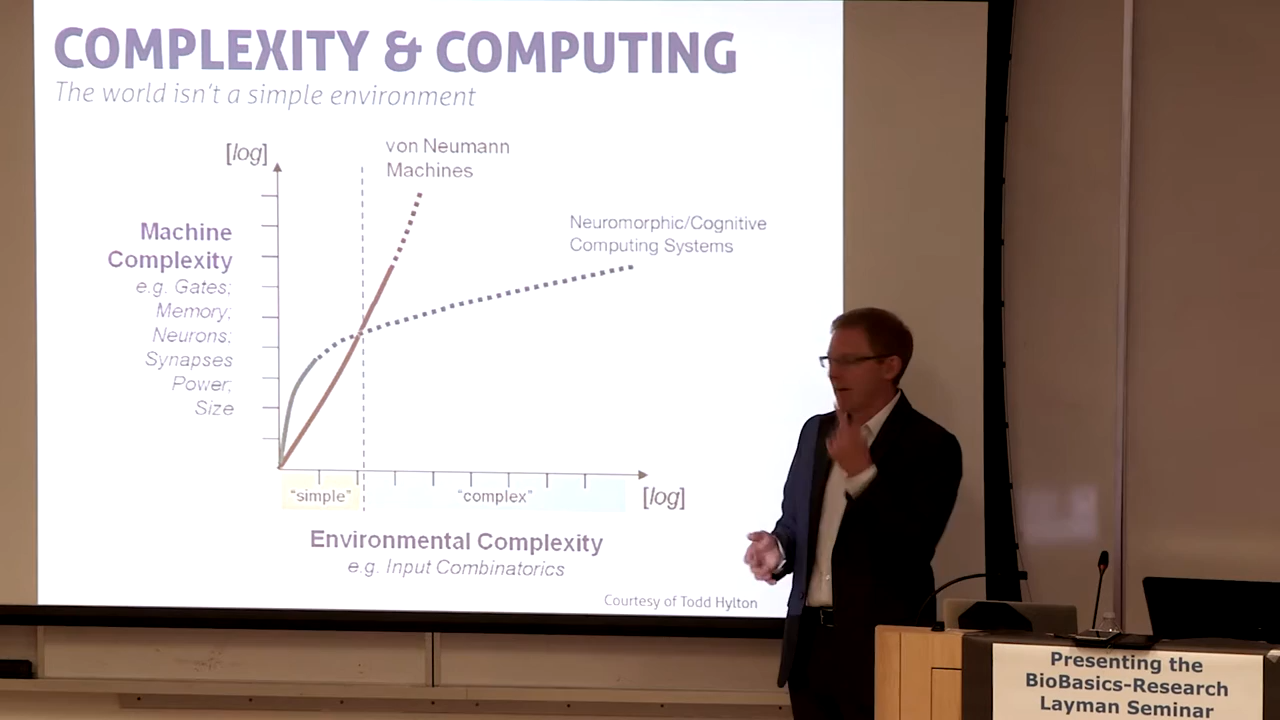 COMPLEXITY & COMPUTING
The world isn't a simple environment
[log]
von Neumann
Machines
Neuromorphic/Cognitive
Computing Systems
Machine
Complexity
e.g. Gates;
Memory;
Neurons;
Synapses
Power;
Size
"simple"
"complex"
[log]
Environmental Complexity
e.g. Input Combinatorics
Courtesy of Todd Hylton
Presenting the
BioBasics-Research
Layman Seminar